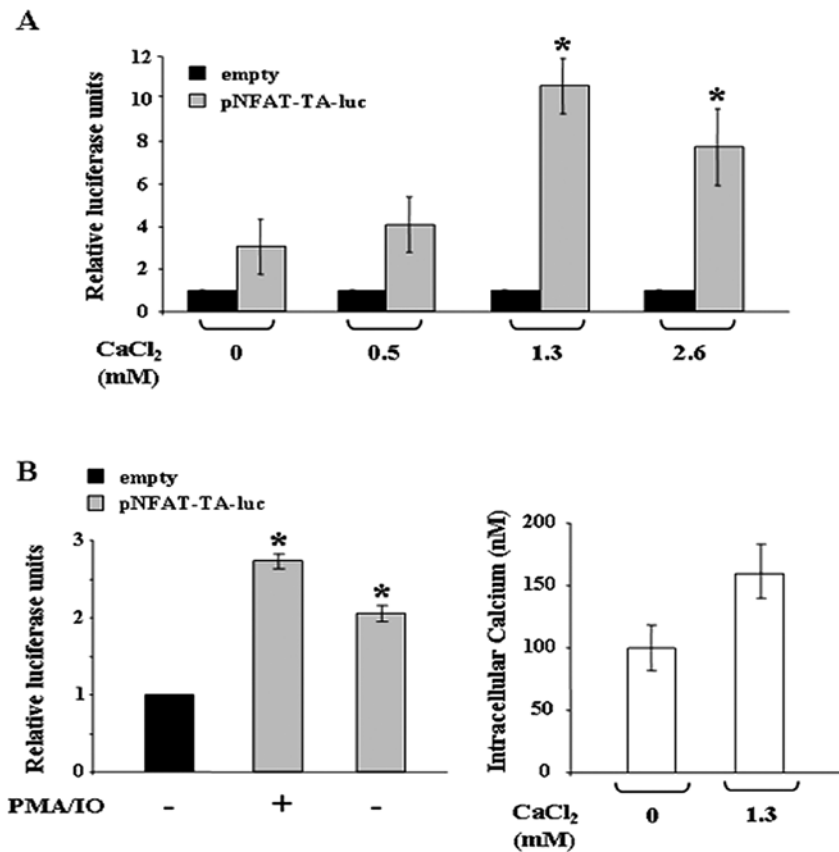 A
Relative luciferase units
12
10
8
6
4
2
0
empty
pNFAT-TA-luc
*
*
CaCl₂
(mM)
0
0.5
1.3
2.6
B
empty
pNFAT-TA-luc
Relative luciferase units
3
2
1
0
*
*
PMA/IO
-
+
-
Intracellular Calcium (nM)
200
150
100
50
0
CaCl₂
(mM)
0
1.3